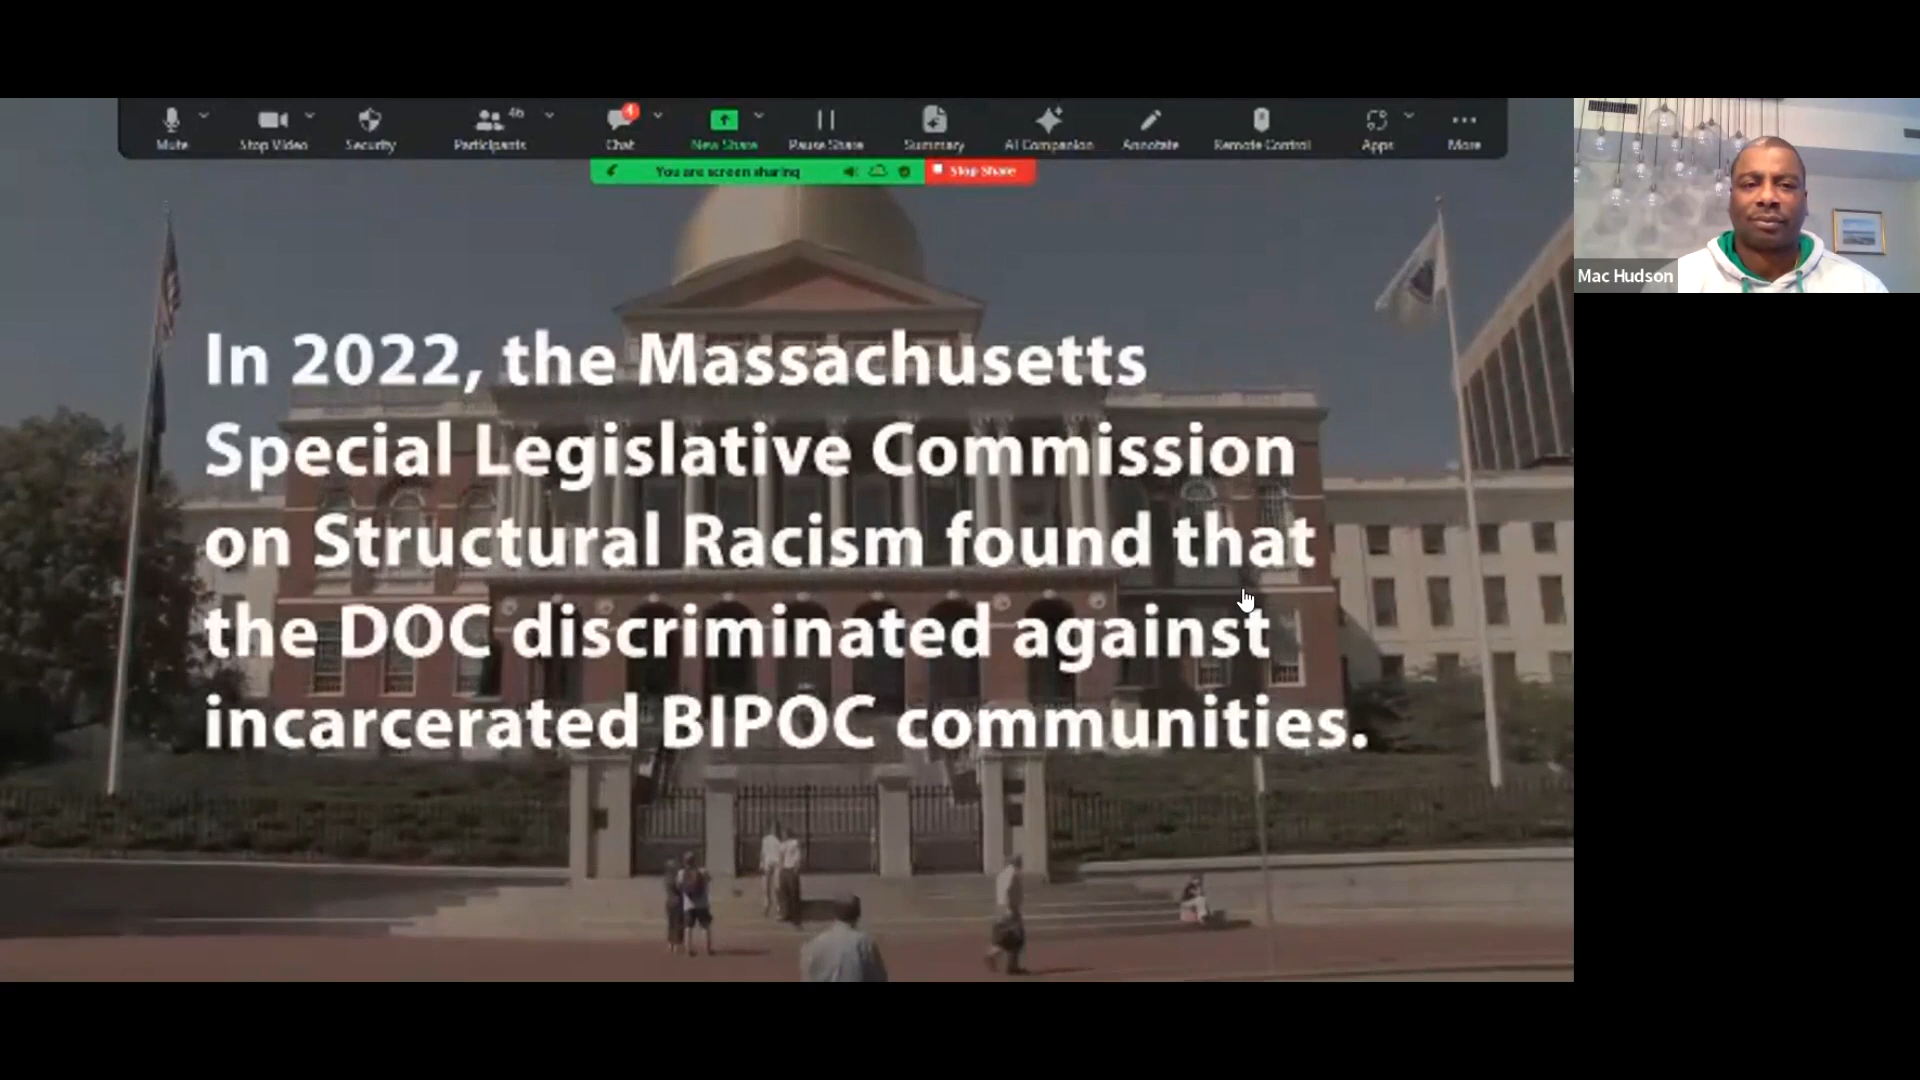 Mute
Stop Video
Security
Participants
46
Chat
4
New Share
Pause Share
Summary
AI Companion
Annotate
Remote Control
Apps
More
You are screen sharing
Stop Share
Mac Hudson
In 2022, the Massachusetts
Special Legislative Commission
on Structural Racism found that
the DOC discriminated against
incarcerated BIPOC communities.